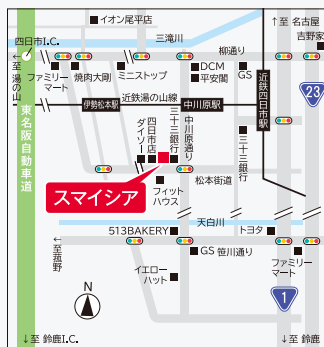 イオン尾平店
三滝川
↑至 名古屋
吉野家
四日市I.C.
柳通り
←至 湯の山
ファミリーマート
焼肉大剛
ミニストップ
DCM
平安閣
GS
近鉄四日市駅
23
近鉄湯の山線
伊勢松本駅
中川原駅
東名阪自動車道
ダイソー
四日市店
三十三銀行
中川原通り
三十三銀行
スマイシア
フィットハウス
松本街道
天白川
513BAKERY
トヨタ
←至 菰野
GS
笹川通り
イエローハット
ファミリーマート
1
N
↓至 鈴鹿I.C.
↓至 鈴鹿